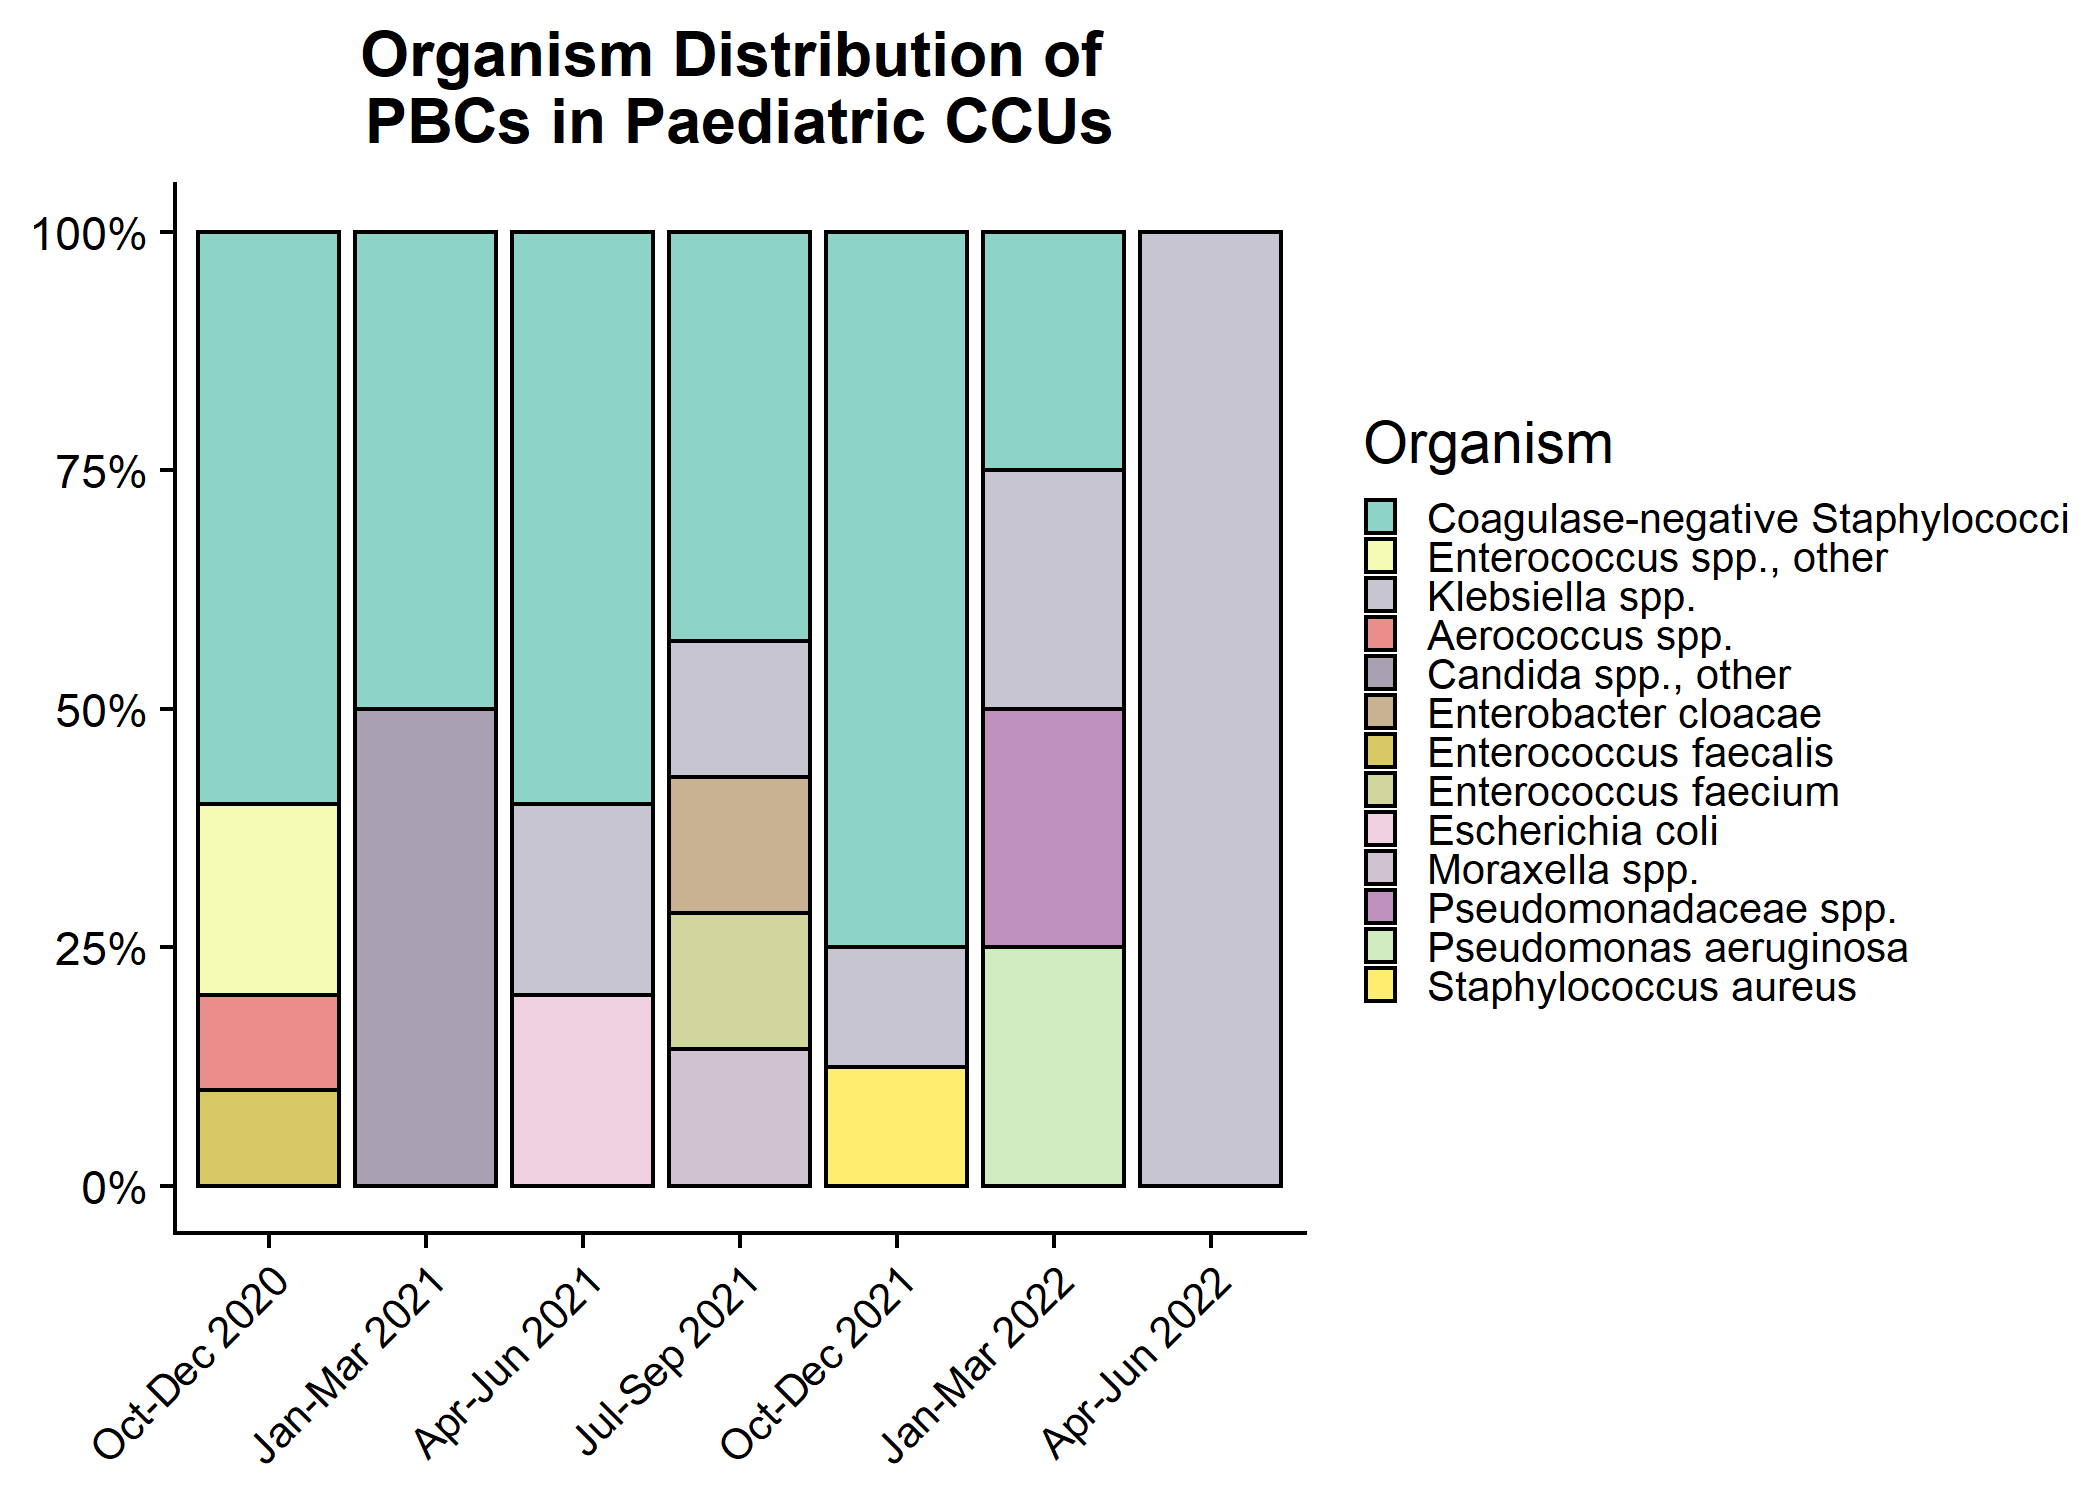 Organism Distribution of
PBCs in Paediatric CCUs
100%
75%
50%
25%
0%
Oct-Dec 2020
Jan-Mar 2021
Apr-Jun 2021
Jul-Sep 2021
Oct-Dec 2021
Jan-Mar 2022
Apr-Jun 2022
Organism
Coagulase-negative Staphylococci
Enterococcus spp., other
Klebsiella spp.
Aerococcus spp.
Candida spp., other
Enterobacter cloacae
Enterococcus faecalis
Enterococcus faecium
Escherichia coli
Moraxella spp.
Pseudomonadaceae spp.
Pseudomonas aeruginosa
Staphylococcus aureus